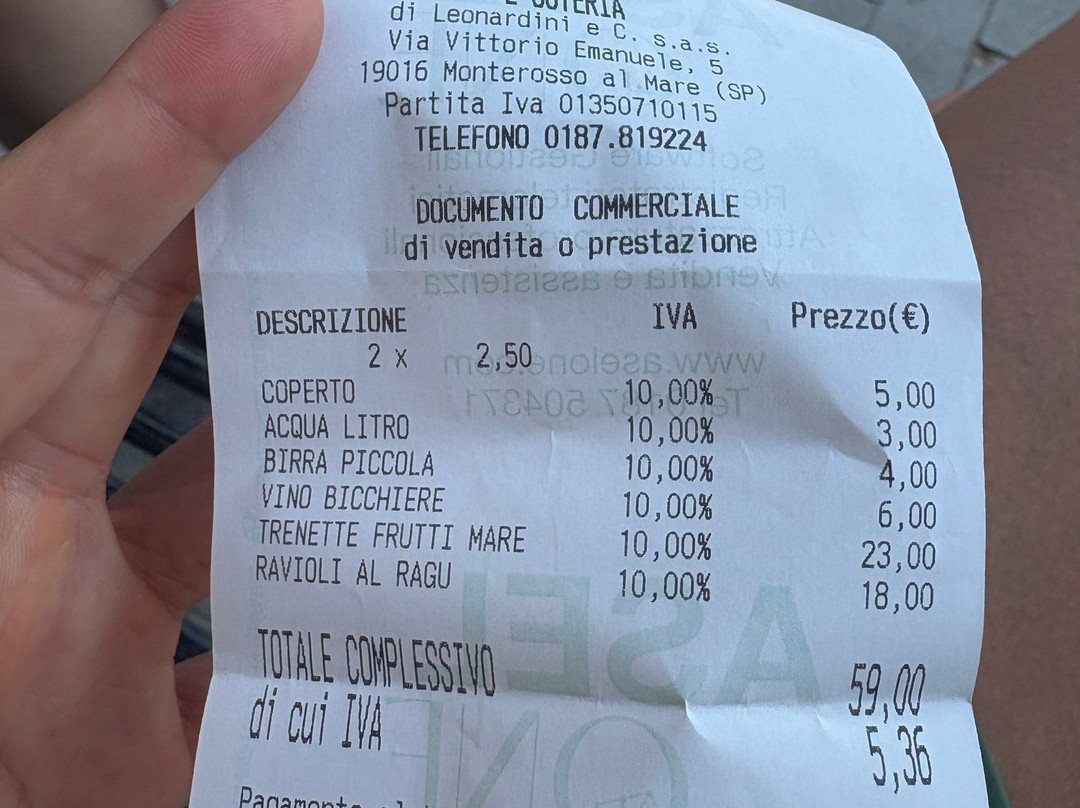 di Leonardini e C. s.a.s.
Via Vittorio Emanuele, 5
19016 Monterosso al Mare (SP)
Partita Iva 01350710115
TELEFONO 0187.819224
DOCUMENTO COMMERCIALE
di vendita o prestazione
DESCRIZIONE IVA Prezzo(€)
2 x 2,50
COPERTO 10,00% 5,00
ACQUA LITRO 10,00% 3,00
BIRRA PICCOLA 10,00% 4,00
VINO BICCHIERE 10,00% 6,00
TRENETTE FRUTTI MARE 10,00% 23,00
RAVIOLI AL RAGU 10,00% 18,00
TOTALE COMPLESSIVO 59,00
di cui IVA 5,36